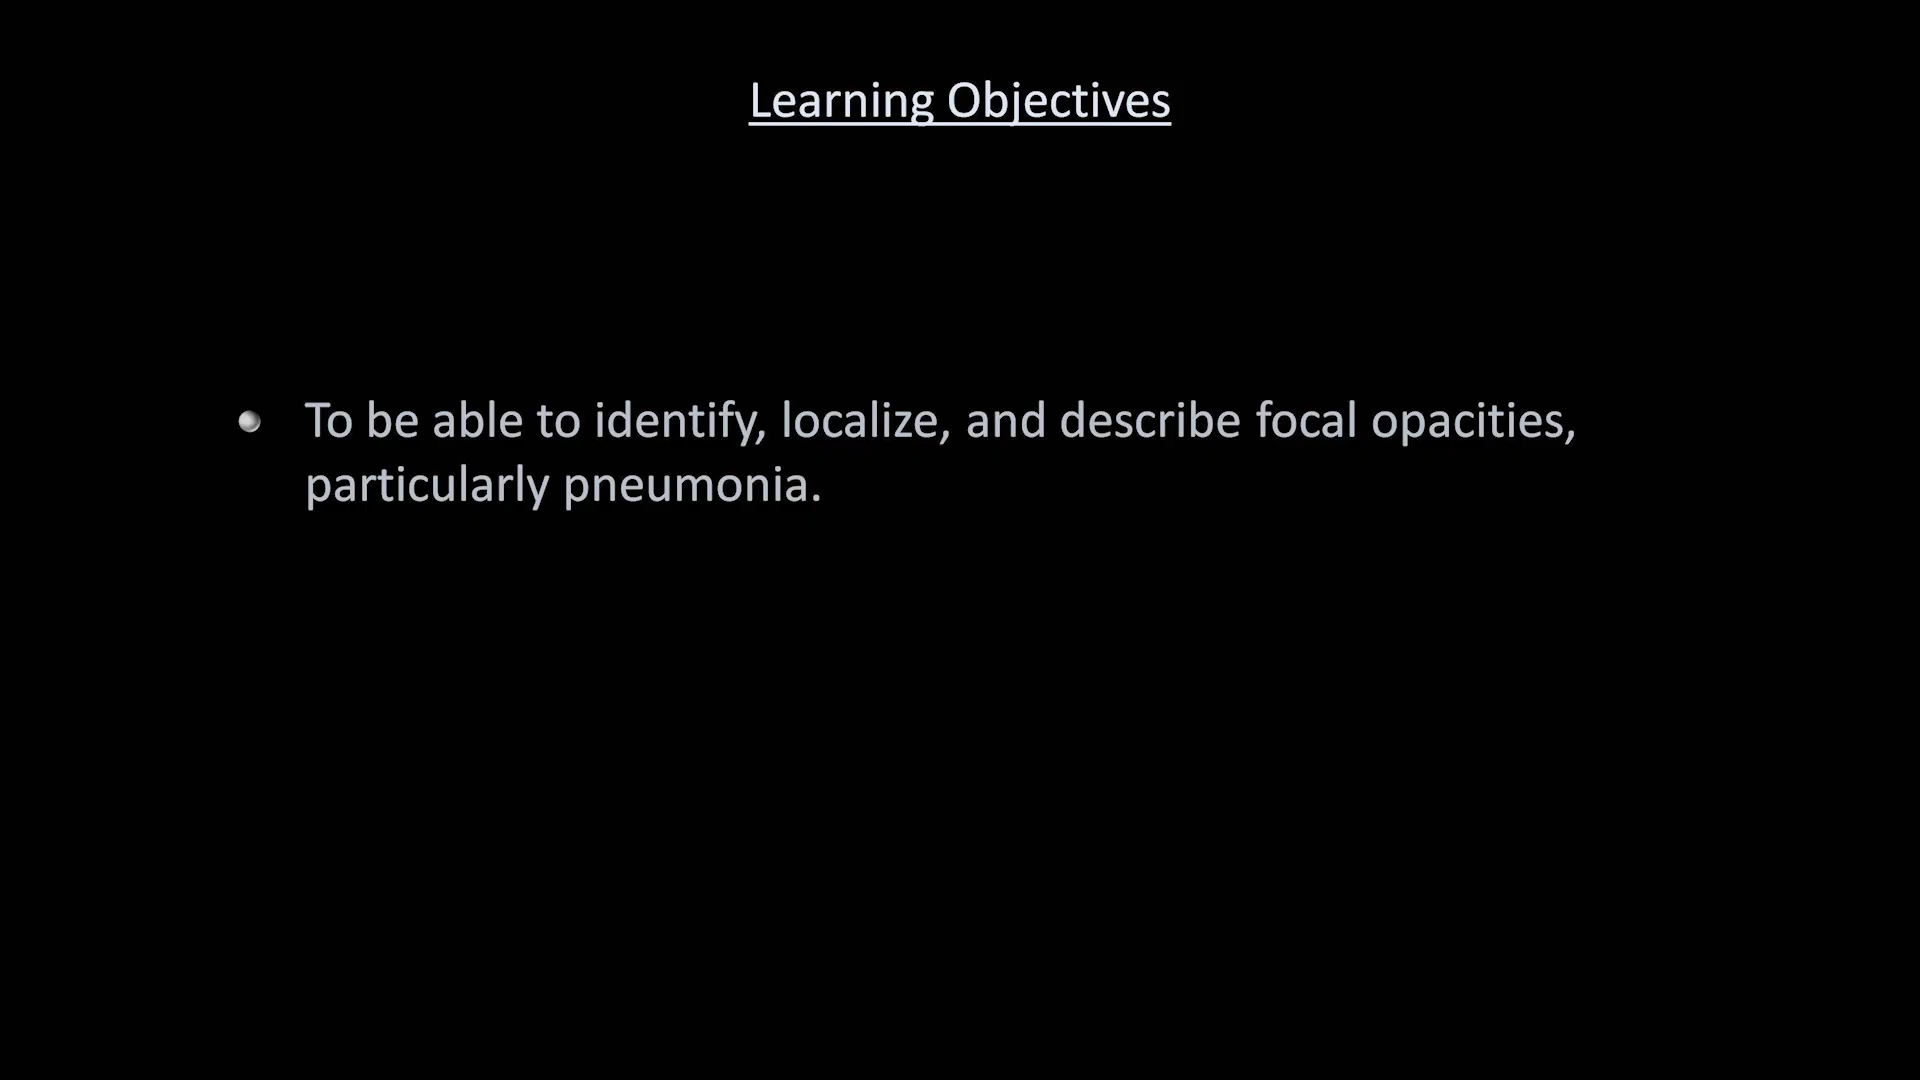 Learning Objectives
To be able to identify, localize, and describe focal opacities,
particularly pneumonia.